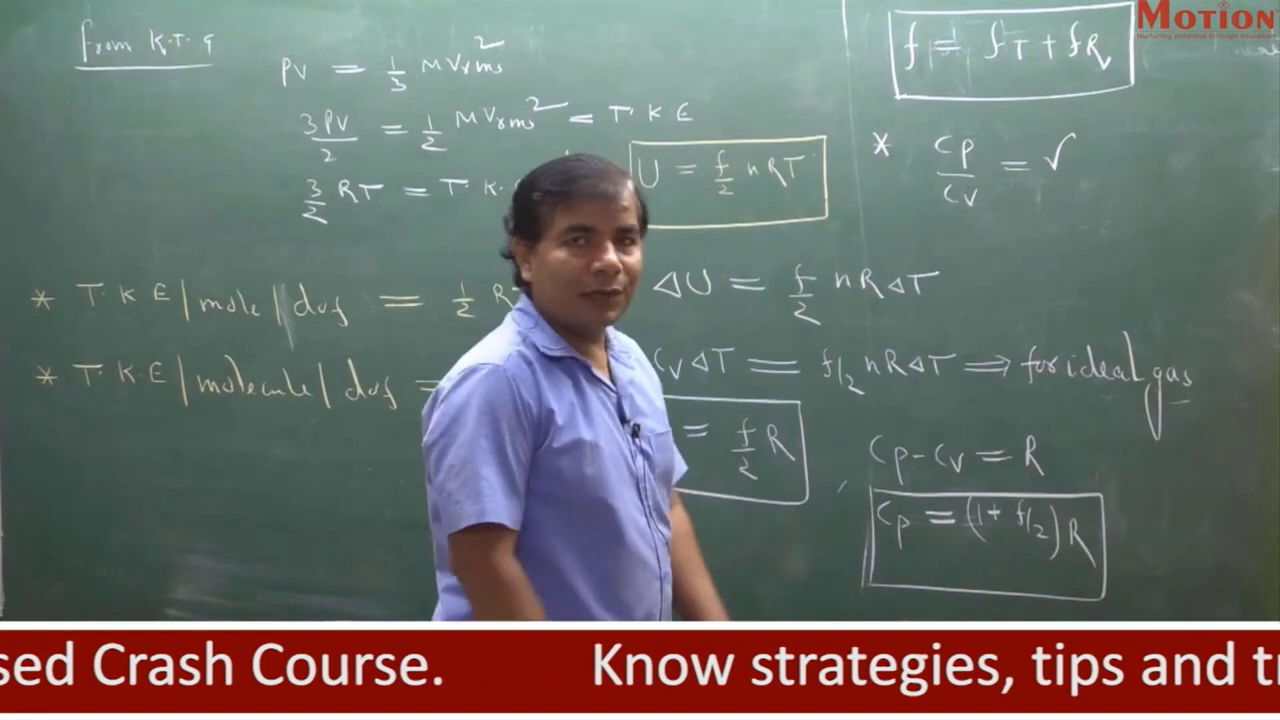 from K.T.G
PV = 1/3 MVrms²
3PV/2 = 1/2 MVrms² = T.K.E
3/2 RT = T.K.
* T.K.E/mole/dof = 1/2 R
* T.K.E/molecule/dof =
U = f/2 nRT
ΔU = f/2 nRΔT
CvΔT = f/2 nRΔT ⇒ for ideal gas
= f/2 R
MOTION
Nurturing potential through education
f = fT + fR
* Cp/Cv = ✓
Cp - Cv = R
Cp = (1 + f/2) R
sed Crash Course. Know strategies, tips and tr